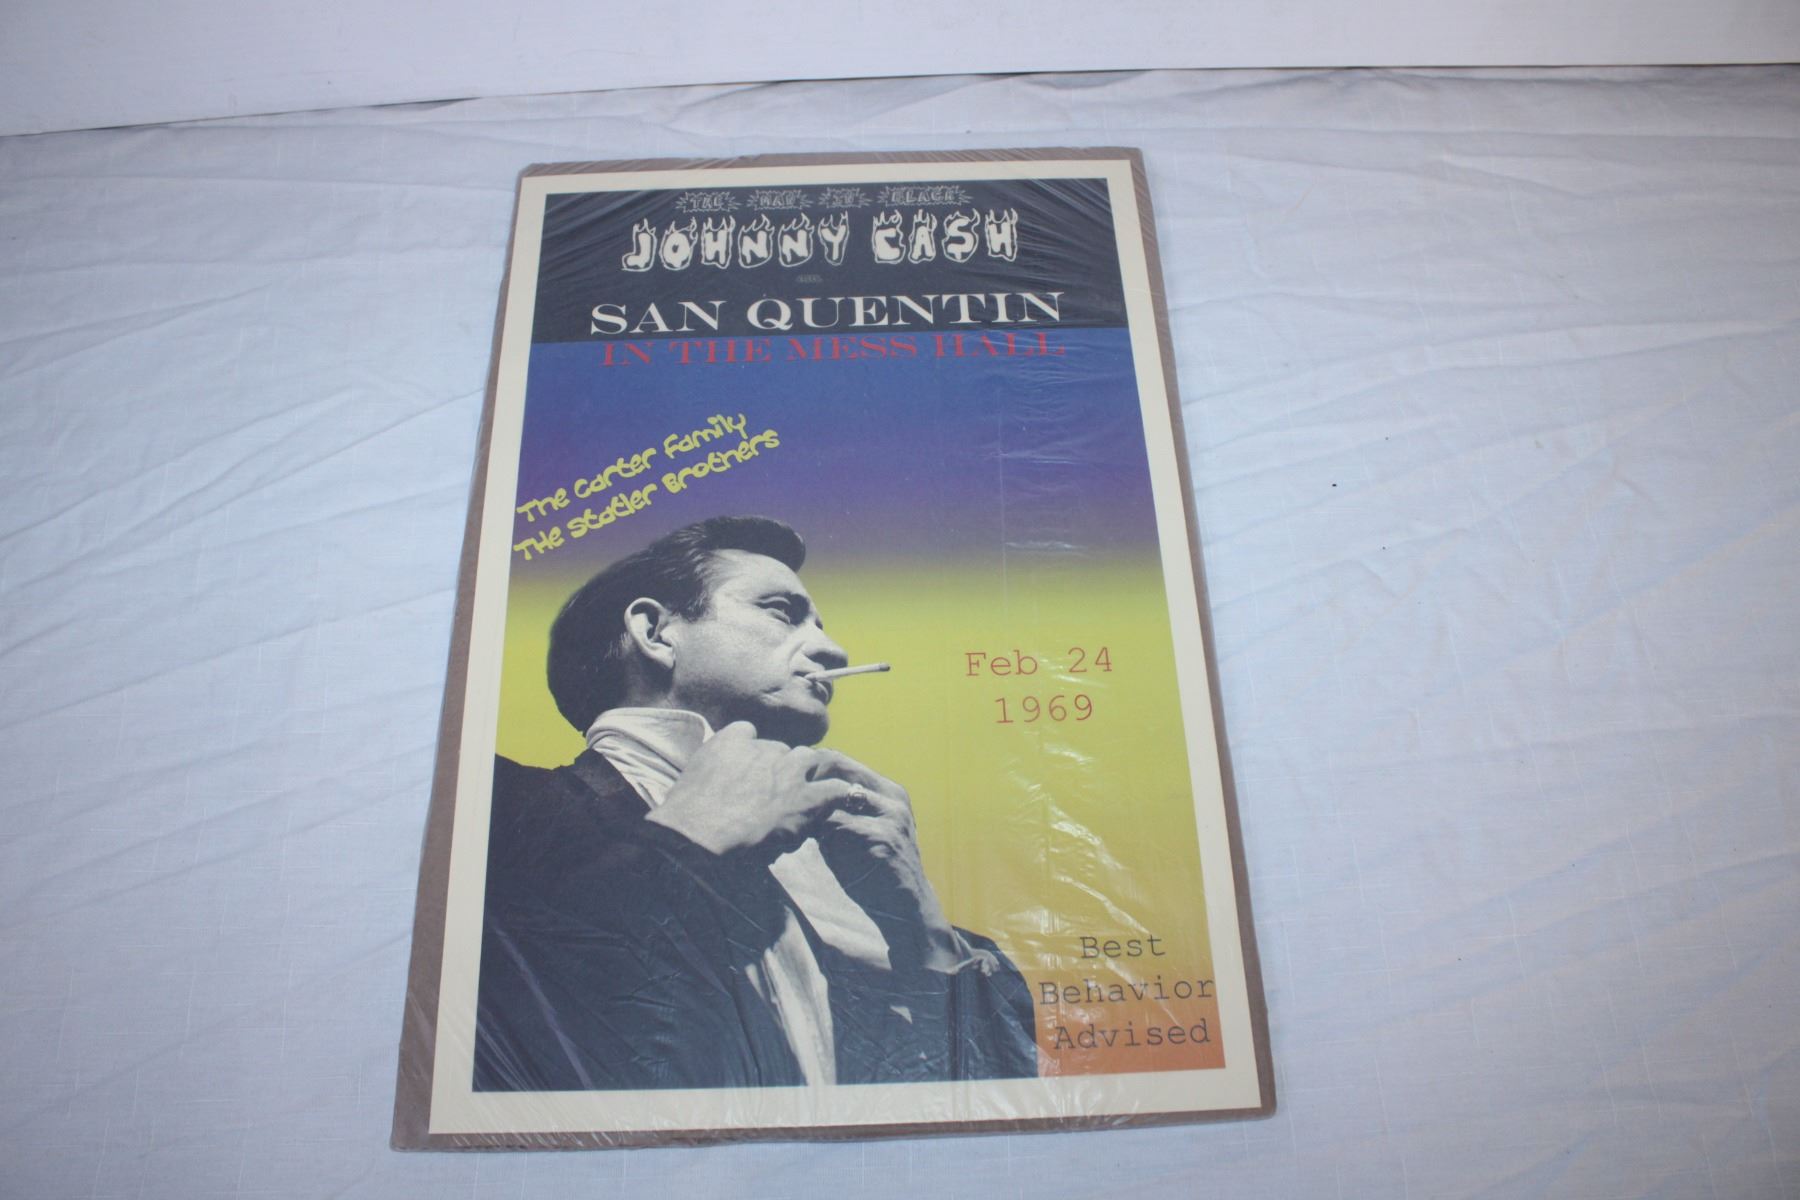 THE MAN IN BLACK
JOHNNY CASH
SAN QUENTIN
IN THE MESS HALL
The Carter Family
THe Statler Brothers
Feb 24
1969
Best
Behavior
Advised